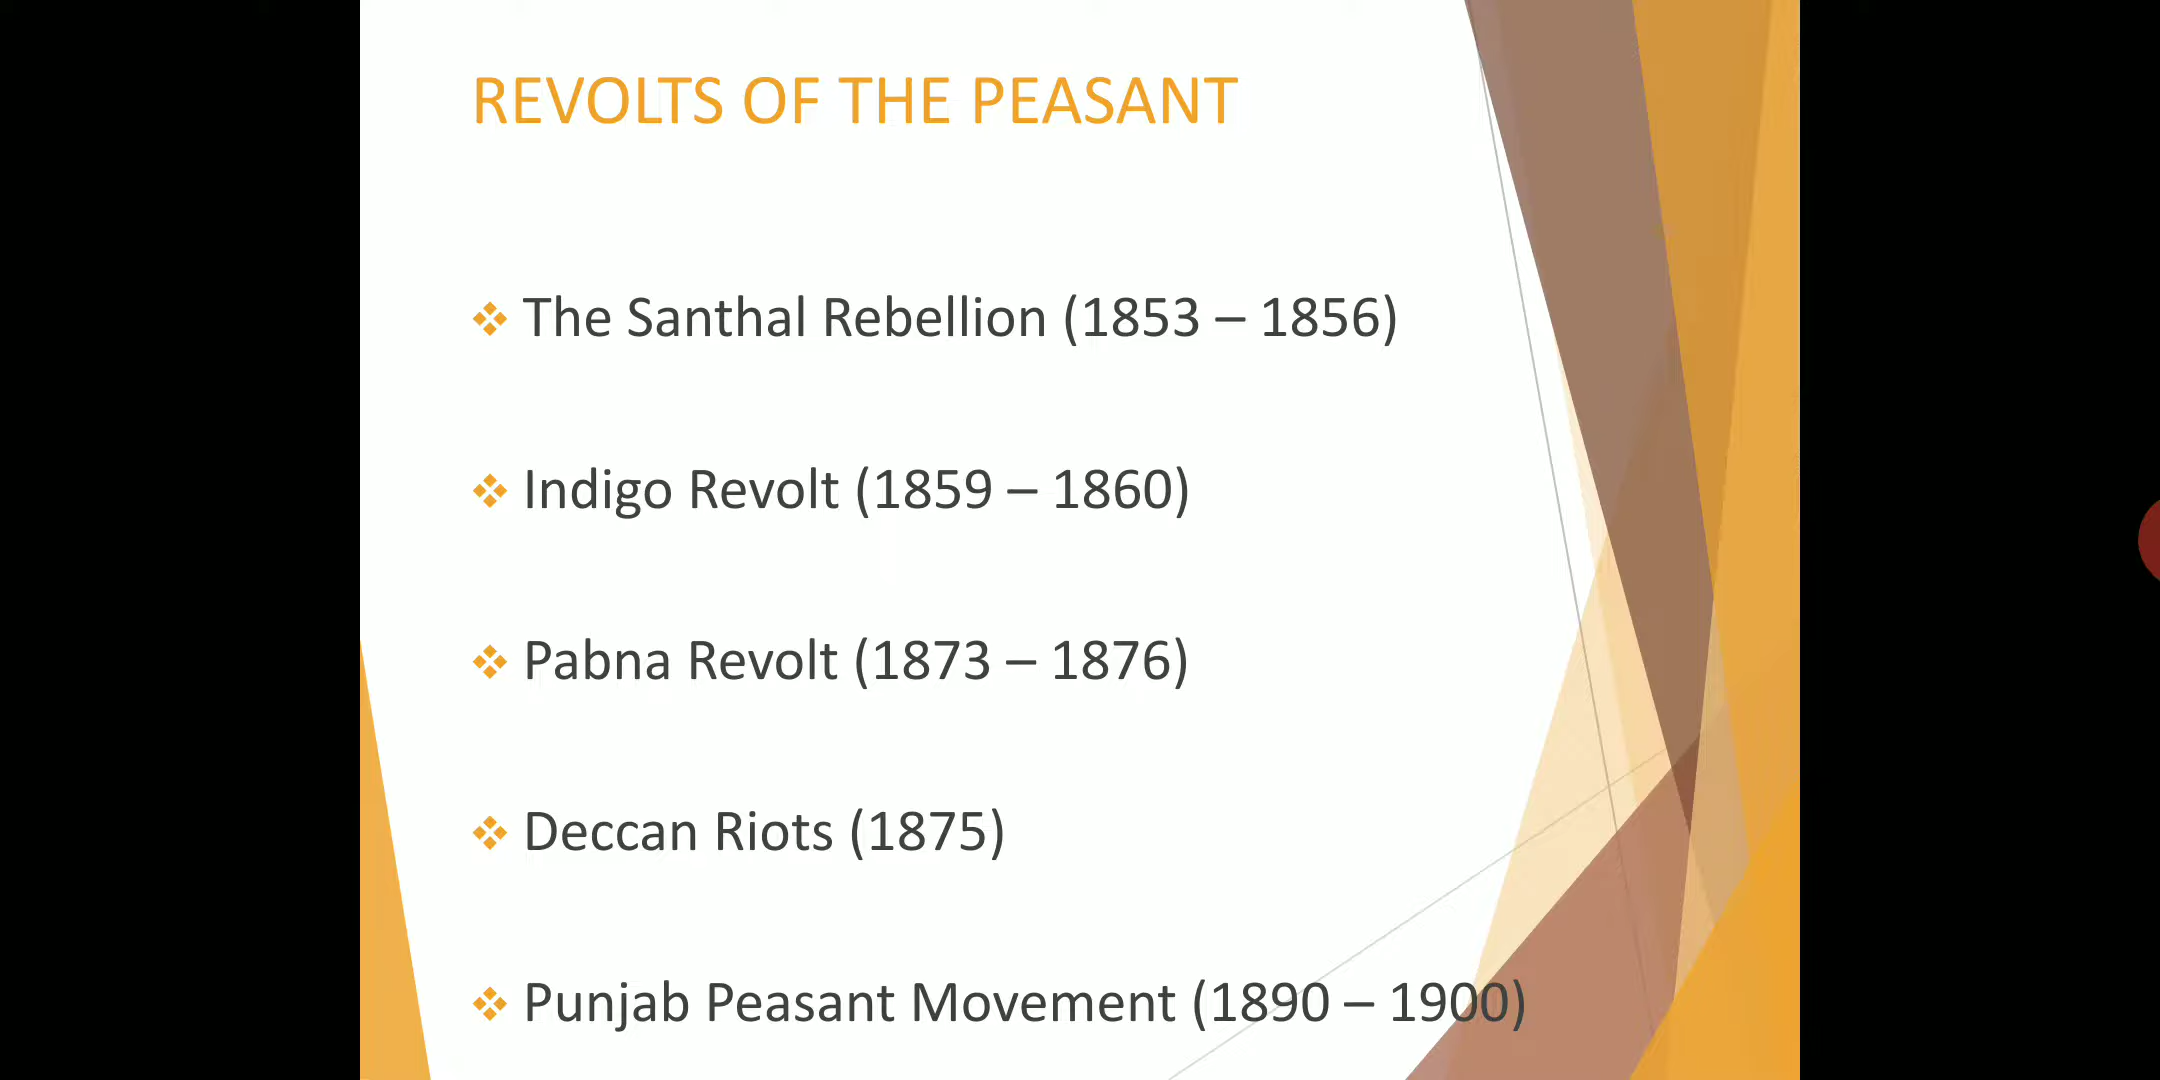 REVOLTS OF THE PEASANT
The Santhal Rebellion (1853 – 1856)
Indigo Revolt (1859 – 1860)
Pabna Revolt (1873 – 1876)
Deccan Riots (1875)
Punjab Peasant Movement (1890 – 1900)